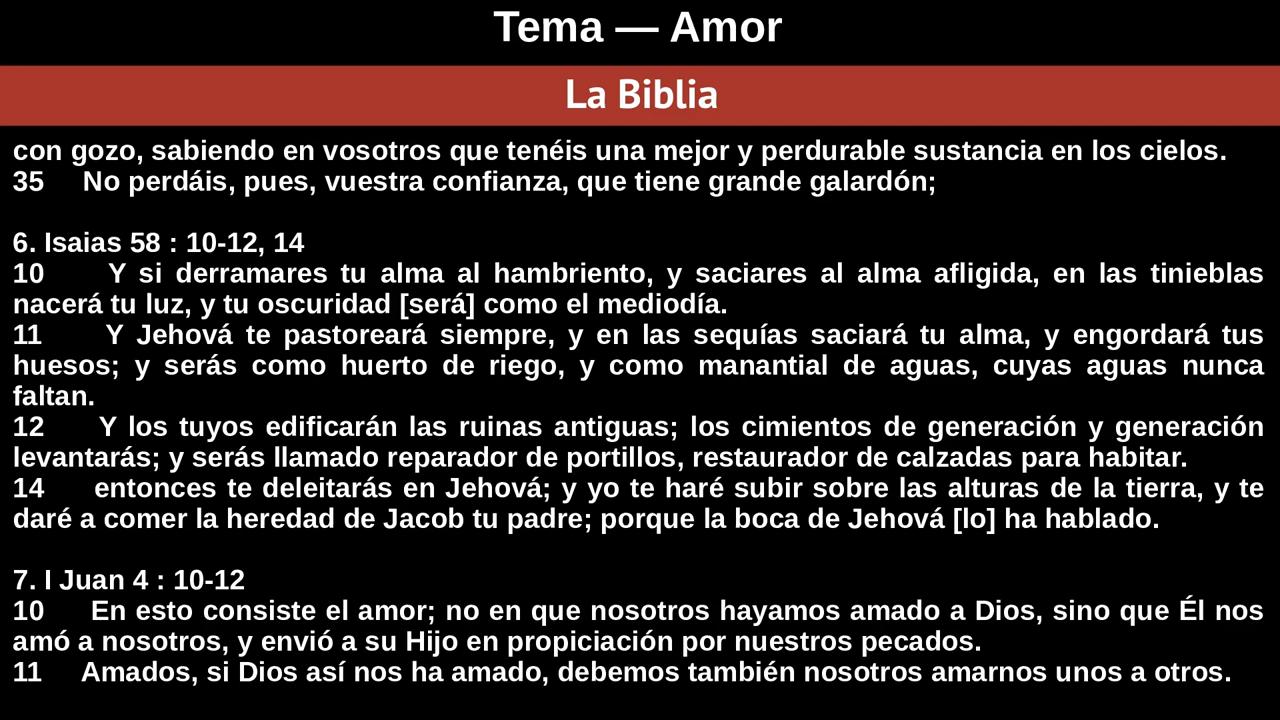 Tema — Amor
La Biblia
con gozo, sabiendo en vosotros que tenéis una mejor y perdurable sustancia en los cielos.
35 No perdáis, pues, vuestra confianza, que tiene grande galardón;
6. Isaias 58 : 10-12, 14
10 Y si derramares tu alma al hambriento, y saciares al alma afligida, en las tinieblas
nacerá tu luz, y tu oscuridad [será] como el mediodía.
11 Y Jehová te pastoreará siempre, y en las sequías saciará tu alma, y engordará tus
huesos; y serás como huerto de riego, y como manantial de aguas, cuyas aguas nunca
faltan.
12 Y los tuyos edificarán las ruinas antiguas; los cimientos de generación y generación
levantarás; y serás llamado reparador de portillos, restaurador de calzadas para habitar.
14 entonces te deleitarás en Jehová; y yo te haré subir sobre las alturas de la tierra, y te
daré a comer la heredad de Jacob tu padre; porque la boca de Jehová [lo] ha hablado.
7. I Juan 4 : 10-12
10 En esto consiste el amor; no en que nosotros hayamos amado a Dios, sino que Él nos
amó a nosotros, y envió a su Hijo en propiciación por nuestros pecados.
11 Amados, si Dios así nos ha amado, debemos también nosotros amarnos unos a otros.